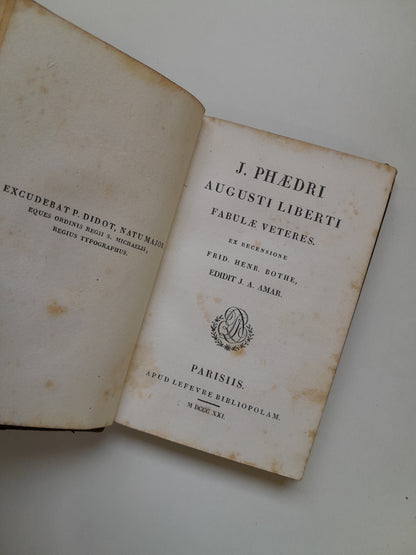 EXCUDEBAT P. DIDOT, NATU MAJOR
EQUES ORDINIS REGII S. MICHAELIS,
REGIUS TYPOGRAPHUS.
J. PHÆDRI
AUGUSTI LIBERTI
FABULÆ VETERES.
EX RECENSIONE
FRID. HENR. BOTHE,
EDIDIT J. A. AMAR.
PARISIIS.
APUD LEFEVRE BIBLIOPOLAM.
M DCCC XXI.